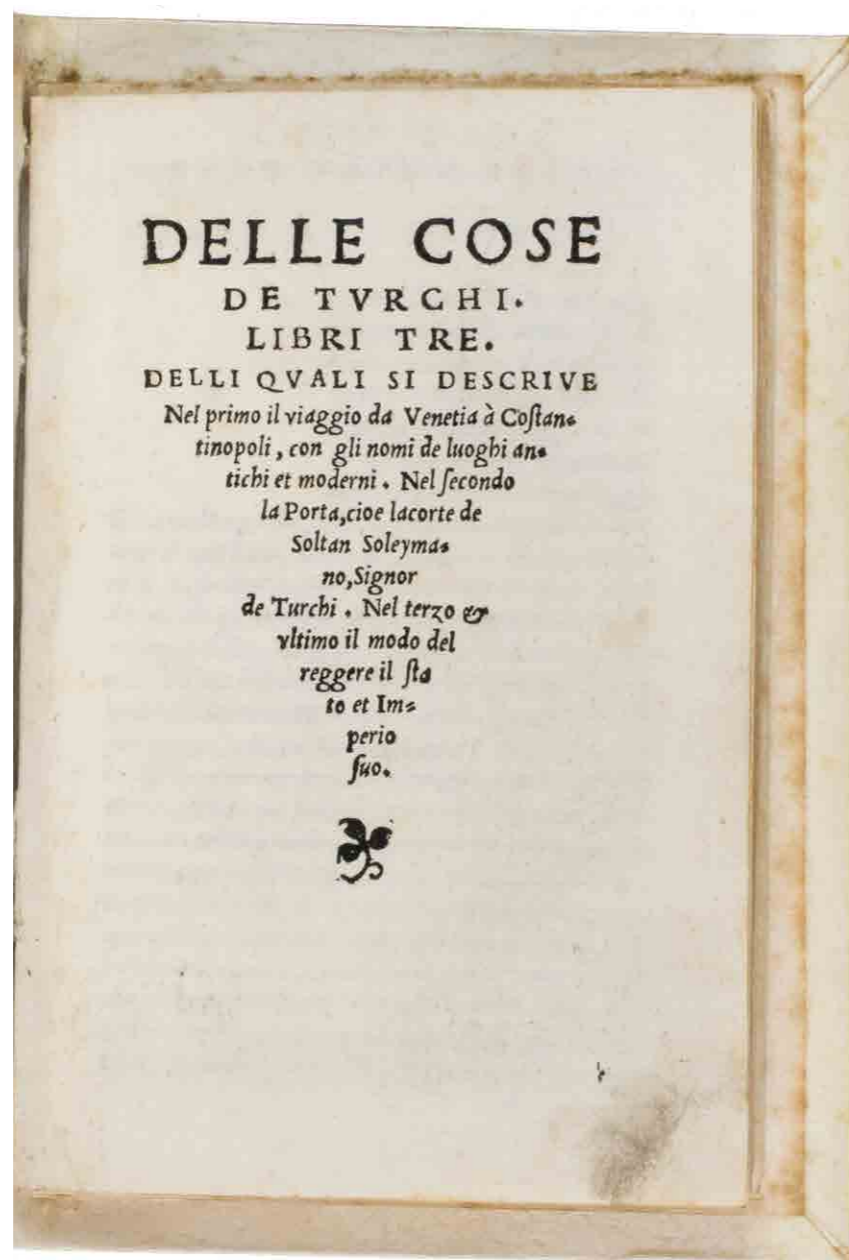 DELLE COSE
DE TVRCHI.
LIBRI TRE.
DELLI QVALI SI DESCRIVE
Nel primo il viaggio da Venetia à Coſtan-
tinopoli, con gli nomi de luoghi an-
tichi et moderni. Nel ſecondo
la Porta, cioe lacorte de
Soltan Soleyma-
no, Signor
de Turchi. Nel terzo &
vltimo il modo del
reggere il ſta
to et Im-
perio
ſuo.